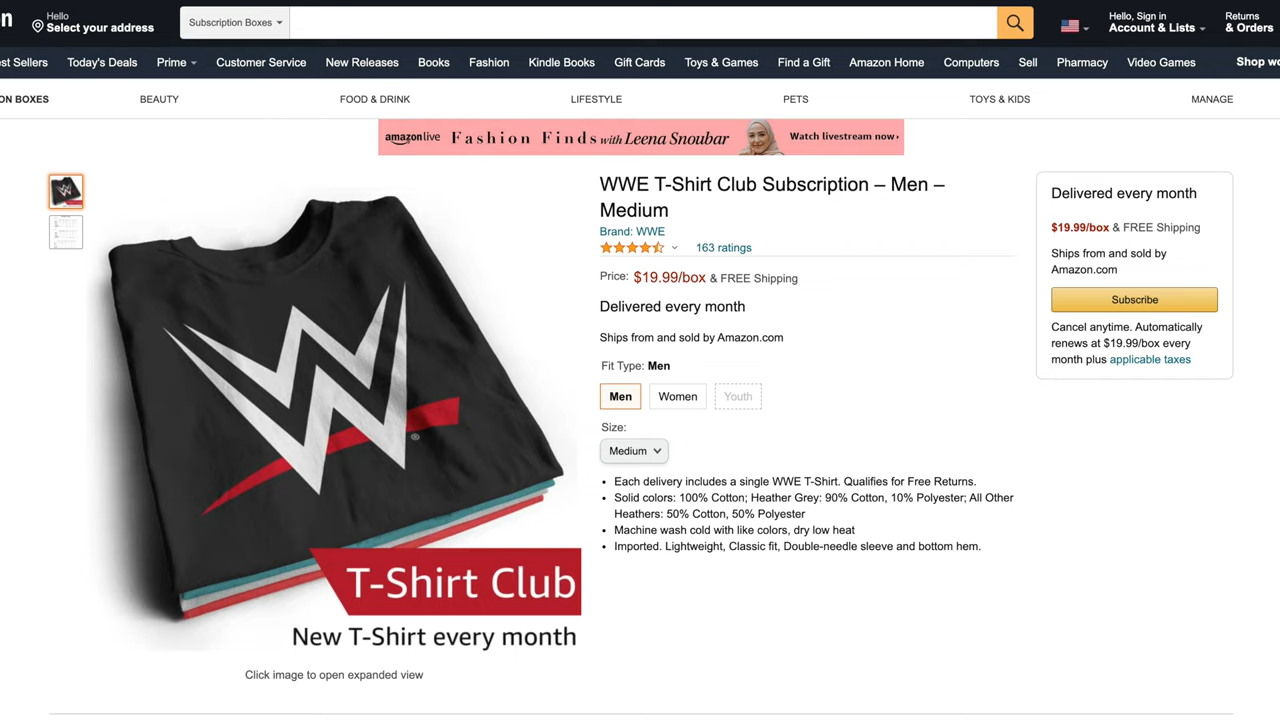 n
Hello
Select your address
Subscription Boxes
Hello, Sign in
Account & Lists
Returns
& Orders
est Sellers
Today's Deals
Prime
Customer Service
New Releases
Books
Fashion
Kindle Books
Gift Cards
Toys & Games
Find a Gift
Amazon Home
Computers
Sell
Pharmacy
Video Games
Shop wo
ON BOXES
BEAUTY
FOOD & DRINK
LIFESTYLE
PETS
TOYS & KIDS
MANAGE
amazonlive Fashion Finds with Leena Snoubar Watch livestream now
W
®
T-Shirt Club
New T-Shirt every month
Click image to open expanded view
WWE T-Shirt Club Subscription – Men –
Medium
Brand: WWE
163 ratings
Price: $19.99/box & FREE Shipping
Delivered every month
Ships from and sold by Amazon.com
Fit Type: Men
Men
Women
Youth
Size:
Medium
• Each delivery includes a single WWE T-Shirt. Qualifies for Free Returns.
• Solid colors: 100% Cotton; Heather Grey: 90% Cotton, 10% Polyester; All Other
Heathers: 50% Cotton, 50% Polyester
• Machine wash cold with like colors, dry low heat
• Imported. Lightweight, Classic fit, Double-needle sleeve and bottom hem.
Delivered every month
$19.99/box & FREE Shipping
Ships from and sold by
Amazon.com
Subscribe
Cancel anytime. Automatically
renews at $19.99/box every
month plus applicable taxes